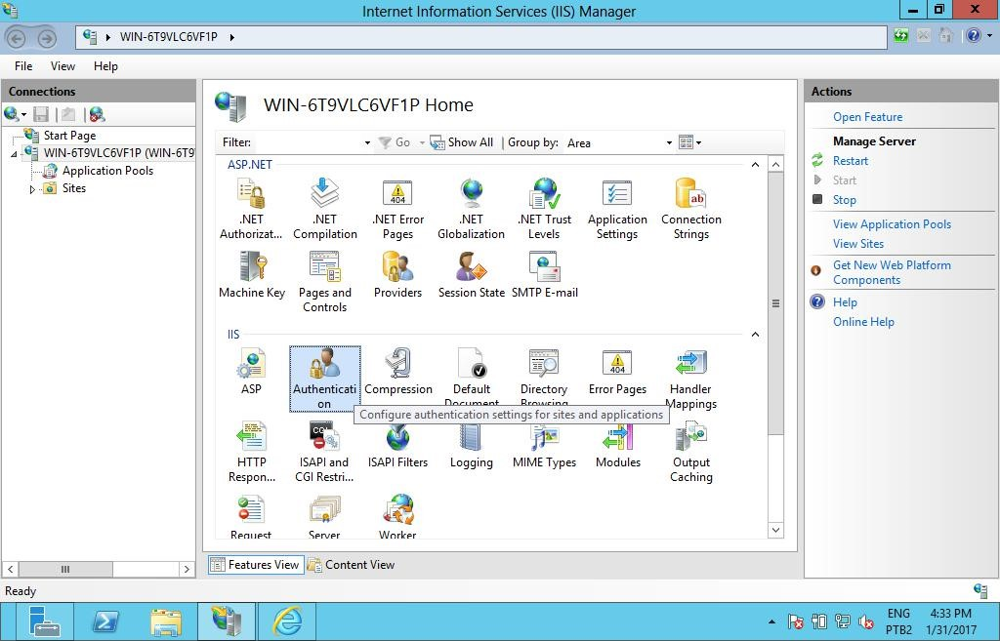 Internet Information Services (IIS) Manager
WIN-6T9VLC6VF1P
File View Help
Connections
Start Page
WIN-6T9VLC6VF1P (WIN-6T9
Application Pools
Sites
WIN-6T9VLC6VF1P Home
Filter: Go Show All Group by: Area
ASP.NET
.NET Authorizat...
.NET Compilation
.NET Error Pages
.NET Globalization
.NET Trust Levels
Application Settings
Connection Strings
Machine Key
Pages and Controls
Providers
Session State
SMTP E-mail
IIS
ASP
Authenticati on
Compression
Default Document
Directory Browsing
404
Error Pages
Handler Mappings
Configure authentication settings for sites and applications
HTTP Respon...
ISAPI and CGI Restri...
ISAPI Filters
Logging
MIME Types
Modules
Output Caching
Request
Server
Worker
Features View
Content View
Actions
Open Feature
Manage Server
Restart
Start
Stop
View Application Pools
View Sites
Get New Web Platform
Components
Help
Online Help
Ready
ENG
PTB2
4:33 PM
1/31/2017